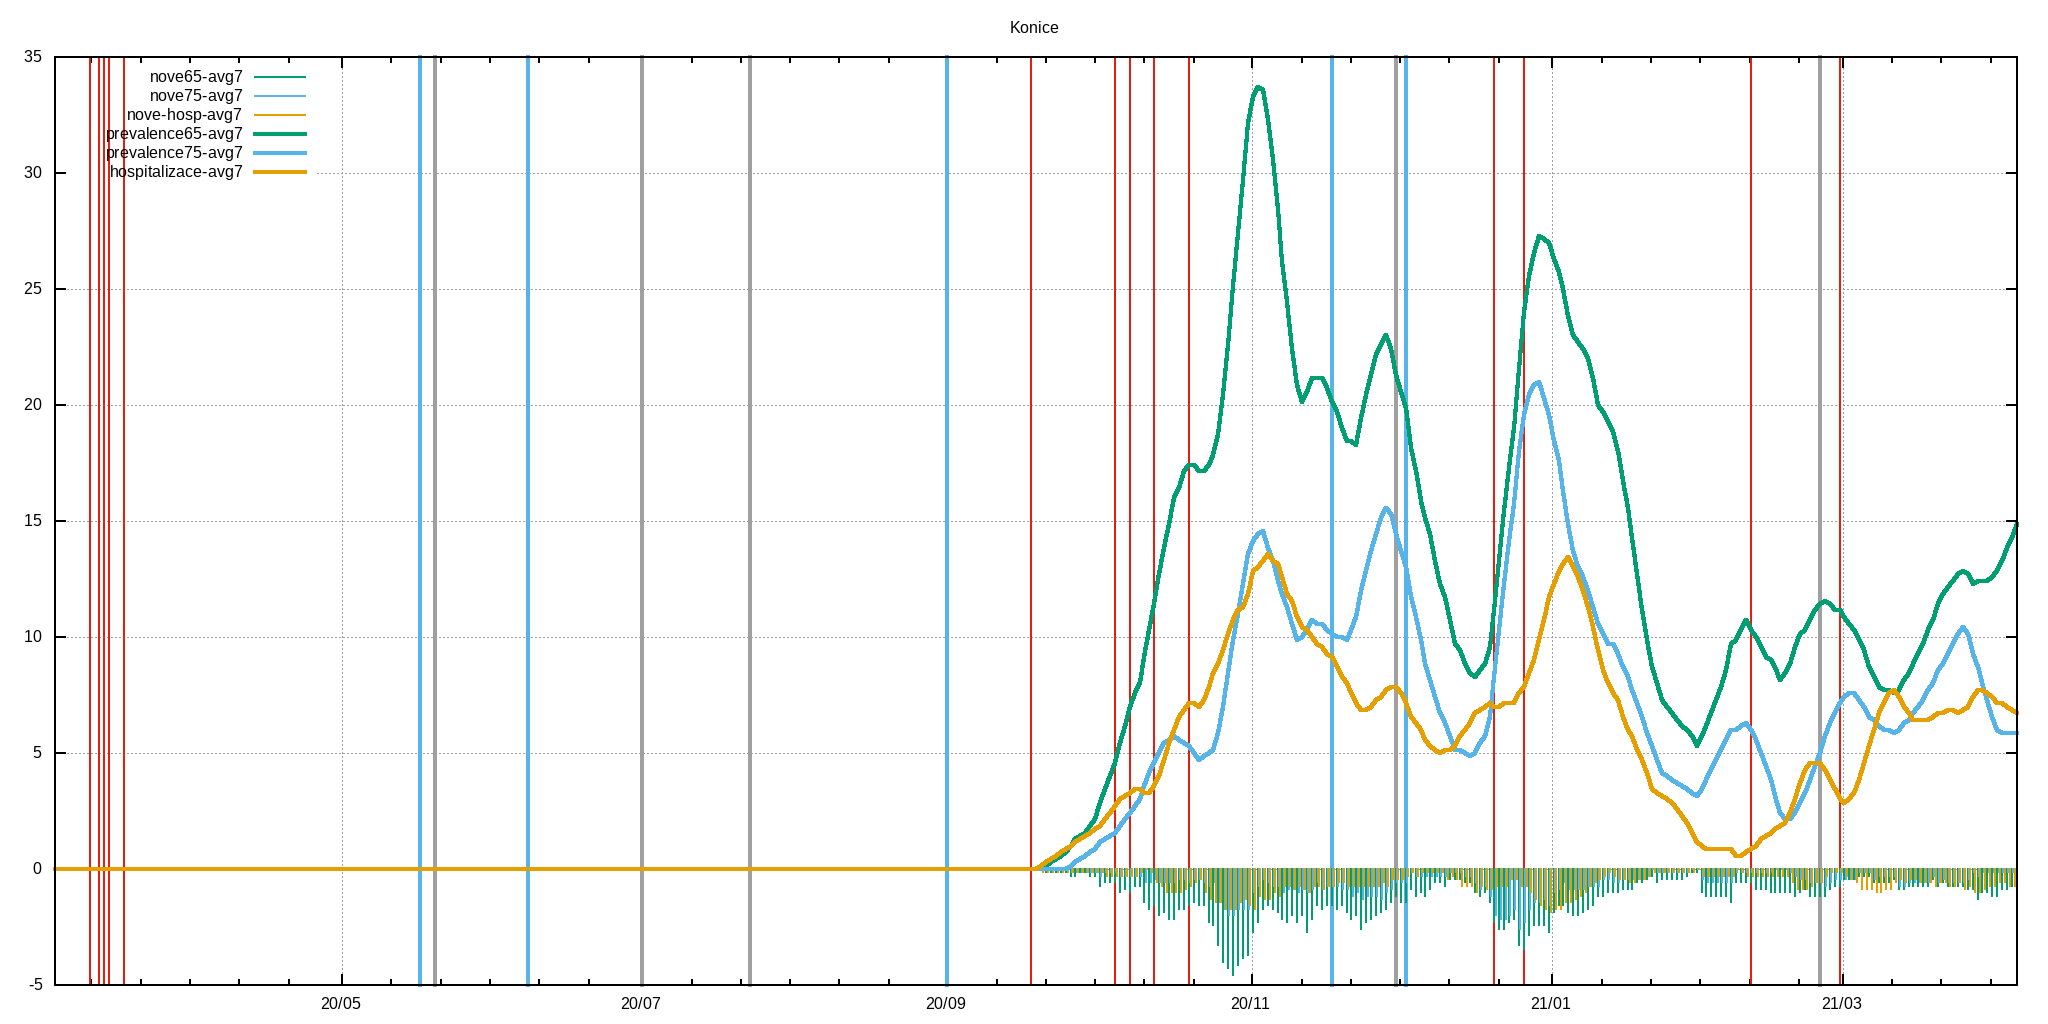 Konice
35
nove65-avg7
nove75-avg7
nove-hosp-avg7
prevalence65-avg7
prevalence75-avg7
hospitalizace-avg7
30
25
20
15
10
5
0
-5
20/05 20/07 20/09 20/11 21/01 21/03